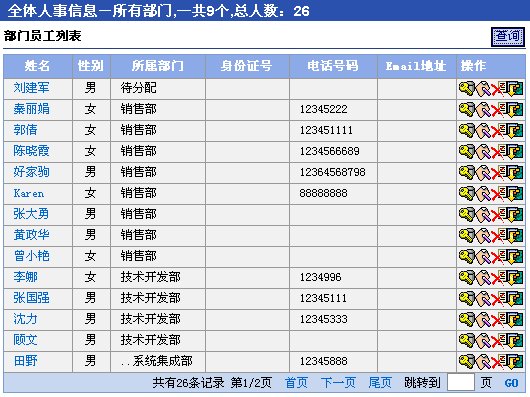 全体人事信息－所有部门,一共9个,总人数：26
部门员工列表 查询
姓名 性别 所属部门 身份证号 电话号码 Email地址 操作
刘建军 男 待分配
秦丽娟 女 销售部 12345222
郭倩 女 销售部 123451111
陈晓霞 女 销售部 1234566689
好家驹 男 销售部 12364568798
Karen 女 销售部 88888888
张大勇 男 销售部
黄政华 男 销售部
曾小艳 女 销售部
李娜 女 技术开发部 1234996
张国强 男 技术开发部 12345111
沈力 男 技术开发部 12345333
顾文 男 技术开发部
田野 男 ..系统集成部 12345888
共有26条记录 第1/2页 首页 下一页 尾页 跳转到 页 GO